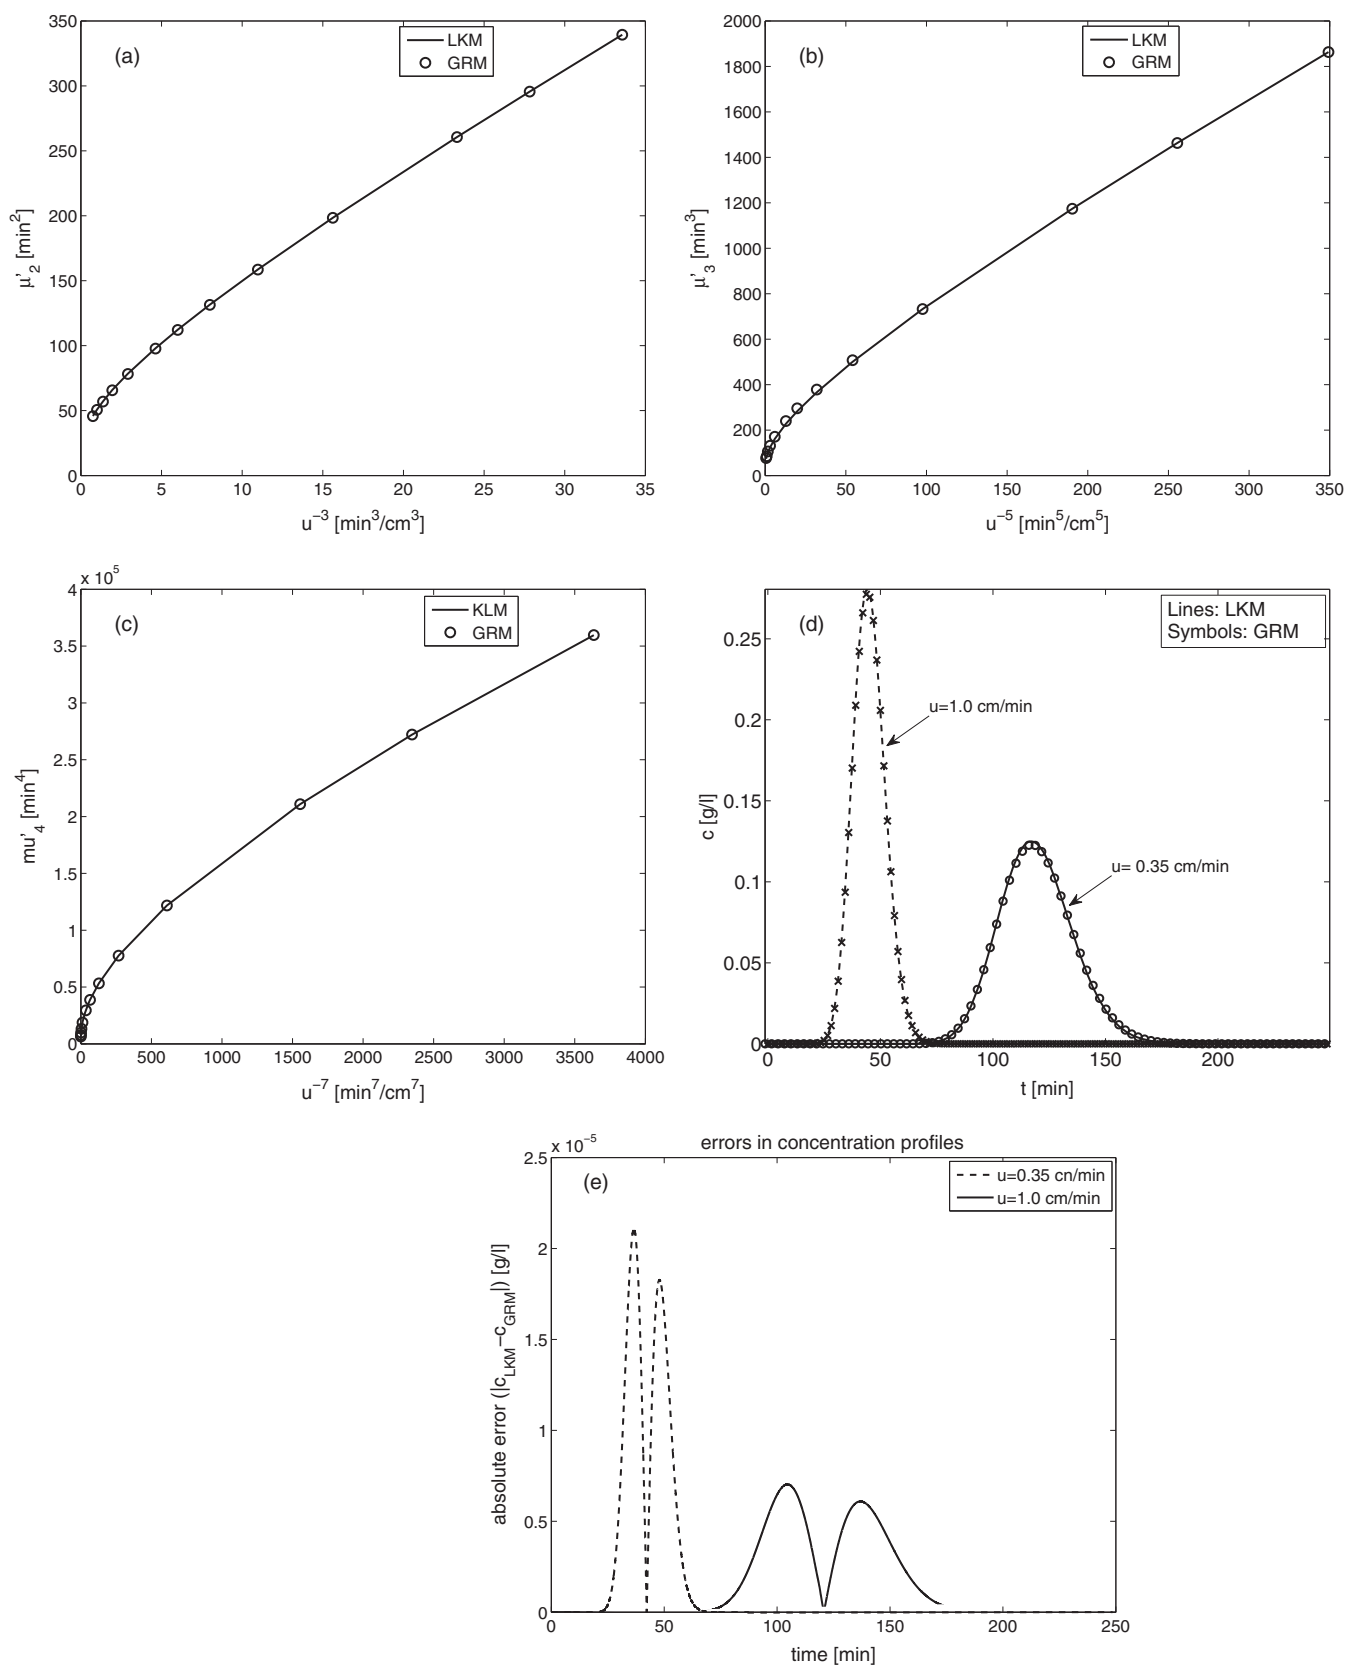 (a)
LKM
GRM
350
300
250
200
150
100
50
0
μ'2 [min2]
0 5 10 15 20 25 30 35
u−3 [min3/cm3]
(b)
LKM
GRM
2000
1800
1600
1400
1200
1000
800
600
400
200
0
μ'3 [min3]
0 50 100 150 200 250 300 350
u−5 [min5/cm5]
x 105
(c)
KLM
GRM
4
3.5
3
2.5
2
1.5
1
0.5
0
mu'4 [min4]
0 500 1000 1500 2000 2500 3000 3500 4000
u−7 [min7/cm7]
(d)
Lines: LKM
Symbols: GRM
u=1.0 cm/min
u= 0.35 cm/min
0.25
0.2
0.15
0.1
0.05
0
c [g/l]
0 50 100 150 200
t [min]
errors in concentration profiles
x 10−5
(e)
u=0.35 cn/min
u=1.0 cm/min
2.5
2
1.5
1
0.5
0
absolute error (|cLKM−cGRM|) [g/l]
0 50 100 150 200 250
time [min]